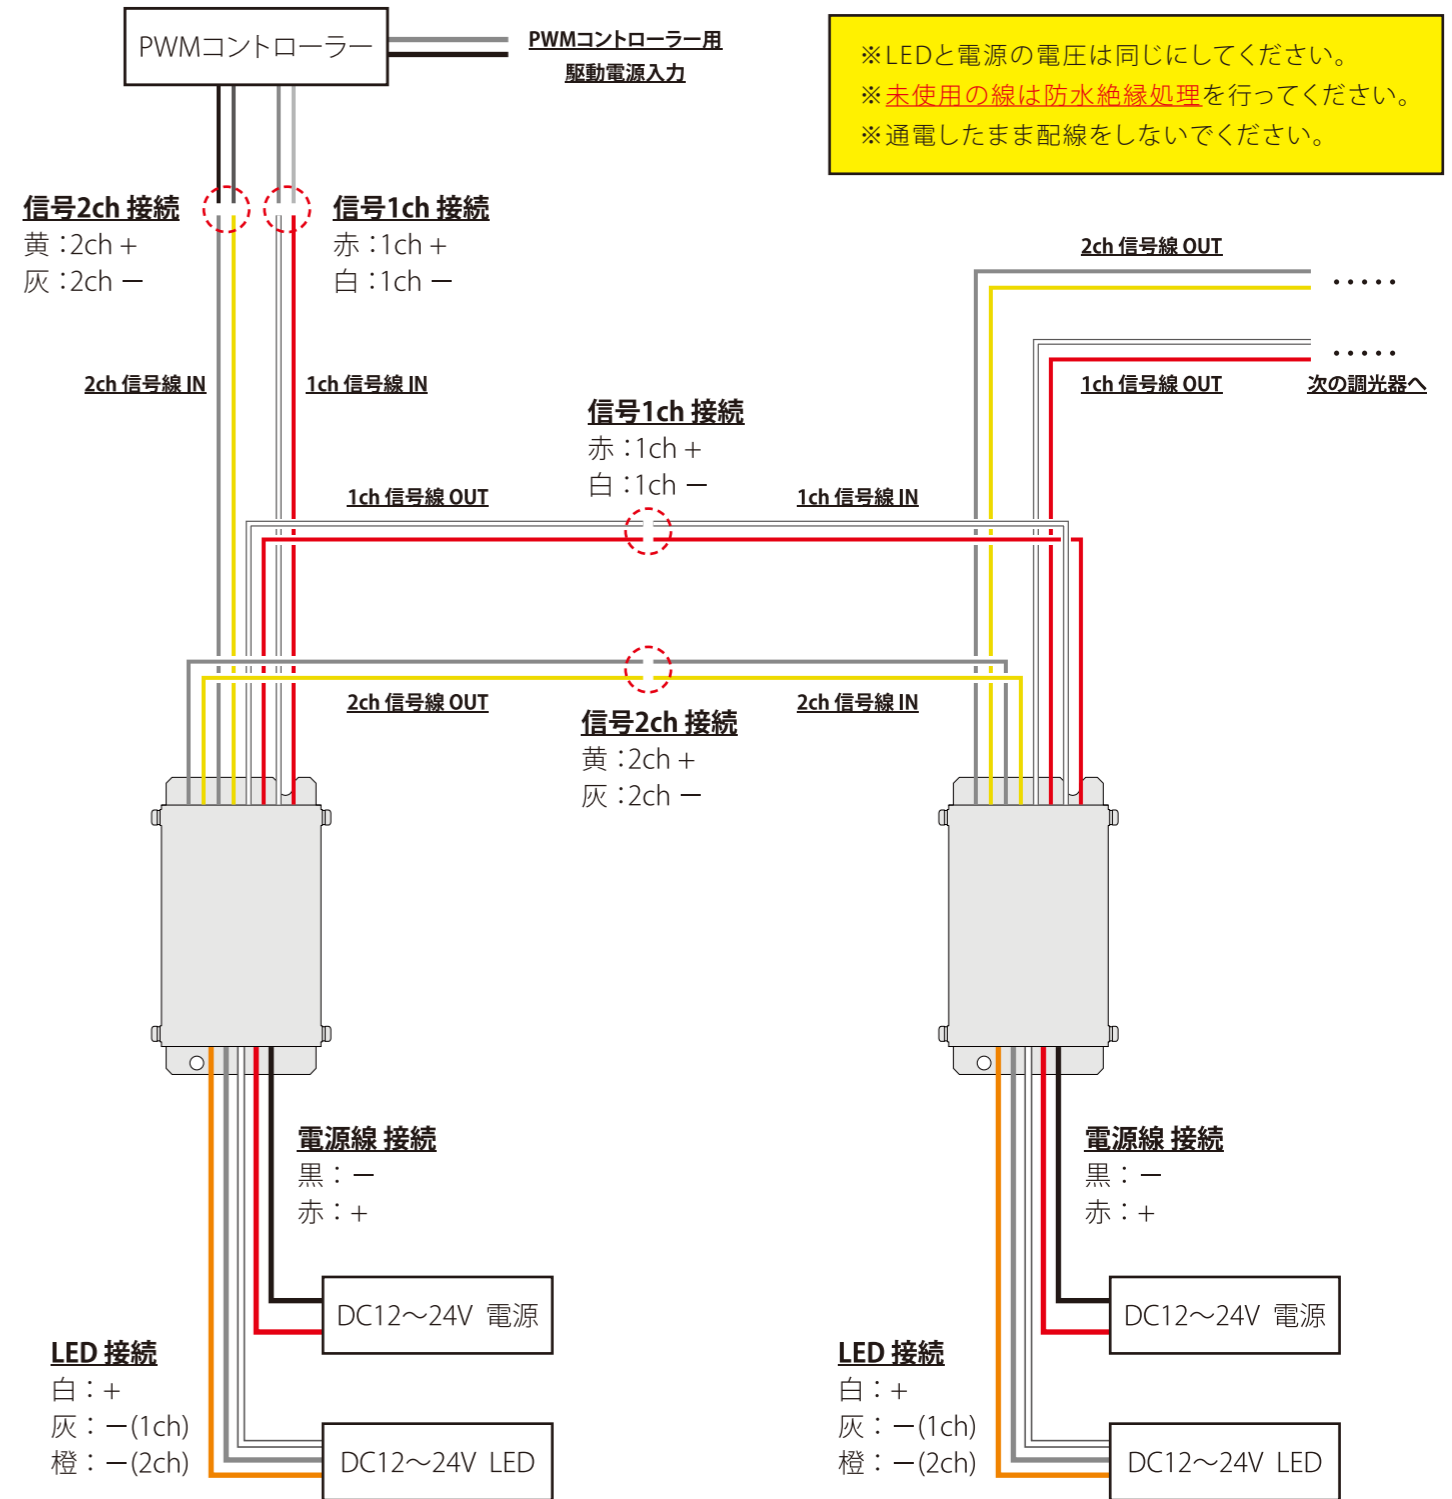 PWMコントローラー
PWMコントローラー用
駆動電源入力
※LEDと電源の電圧は同じにしてください。
※未使用の線は防水絶縁処理を行ってください。
※通電したまま配線をしないでください。
信号2ch 接続
黄：2ch +
灰：2ch −
信号1ch 接続
赤：1ch +
白：1ch −
2ch 信号線 OUT
・・・・・
・・・・・
1ch 信号線 OUT
次の調光器へ
2ch 信号線 IN
1ch 信号線 IN
信号1ch 接続
赤：1ch +
白：1ch −
1ch 信号線 OUT
1ch 信号線 IN
2ch 信号線 OUT
2ch 信号線 IN
信号2ch 接続
黄：2ch +
灰：2ch −
電源線 接続
黒：−
赤：+
電源線 接続
黒：−
赤：+
DC12〜24V 電源
DC12〜24V 電源
LED 接続
白：+
灰：−(1ch)
橙：−(2ch)
LED 接続
白：+
灰：−(1ch)
橙：−(2ch)
DC12〜24V LED
DC12〜24V LED